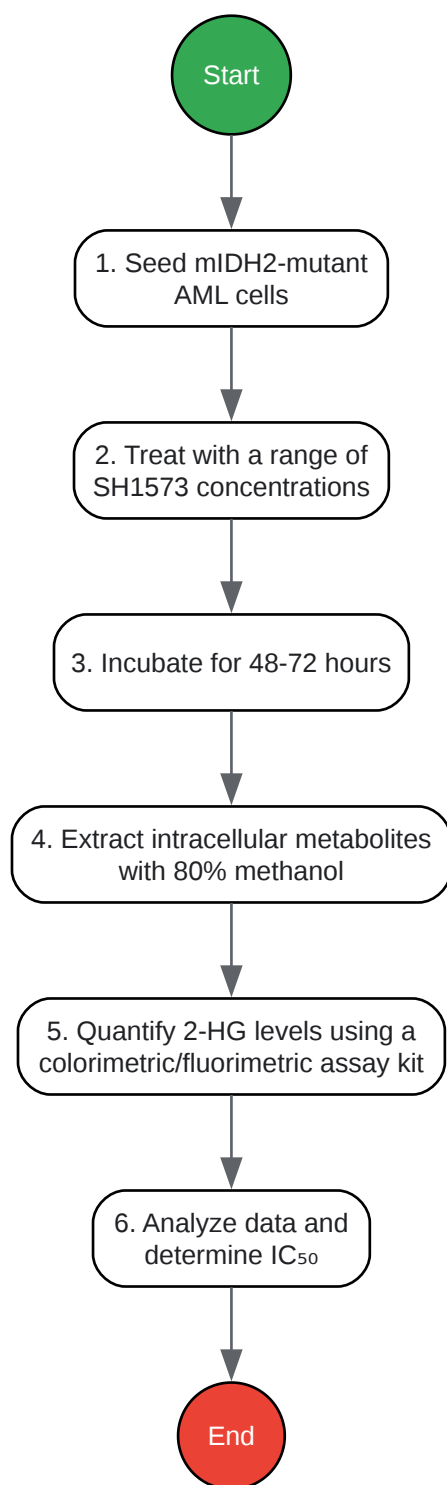 Start
1. Seed mIDH2-mutant
AML cells
2. Treat with a range of
SH1573 concentrations
3. Incubate for 48-72 hours
4. Extract intracellular metabolites
with 80% methanol
5. Quantify 2-HG levels using a
colorimetric/fluorimetric assay kit
6. Analyze data and
determine IC₅₀
End